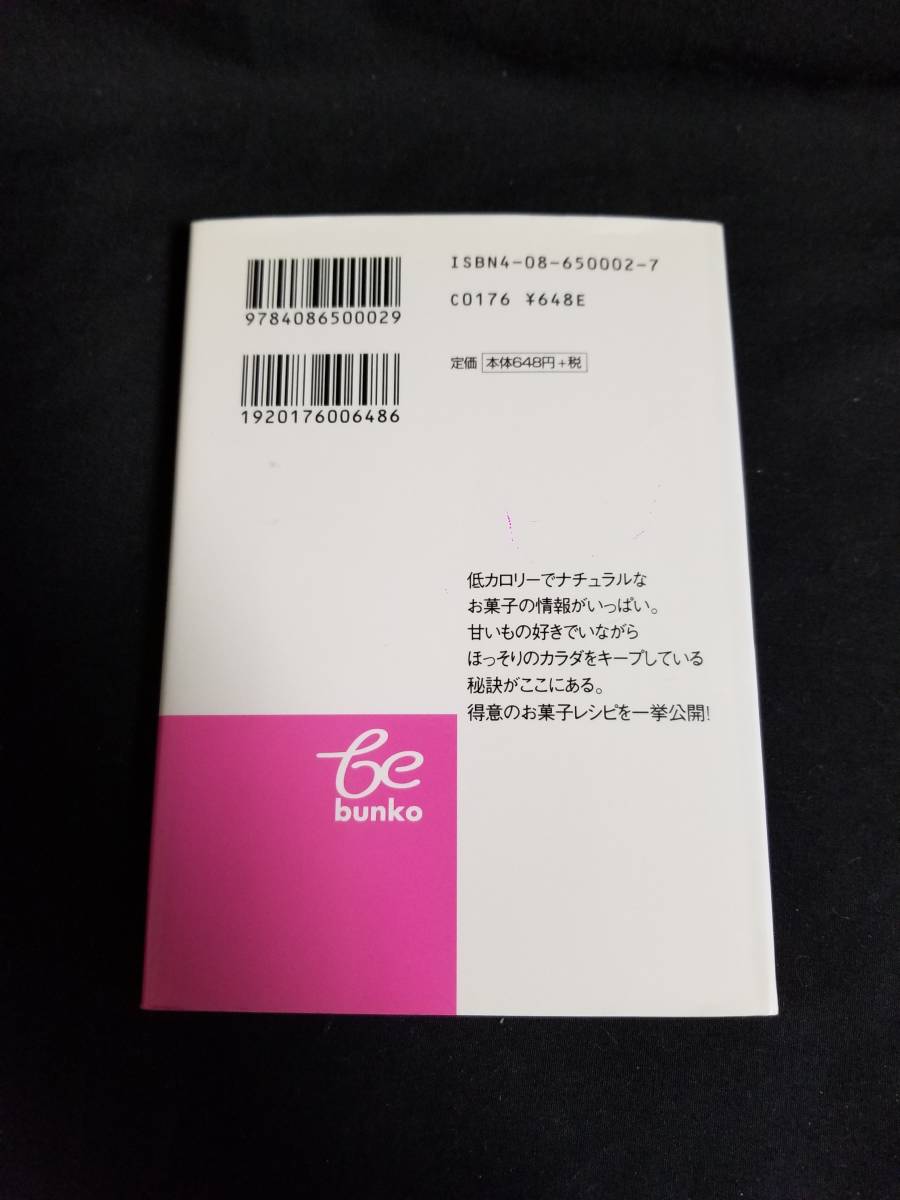 ISBN4-08-650002-7
9784086500029
C0176 ¥648E
定価 本体648円+税
1920176006486
低カロリーでナチュラルな
お菓子の情報がいっぱい。
甘いもの好きでいながら
ほっそりのカラダをキープしている
秘訣がここにある。
得意のお菓子レシピを一挙公開!
be
bunko